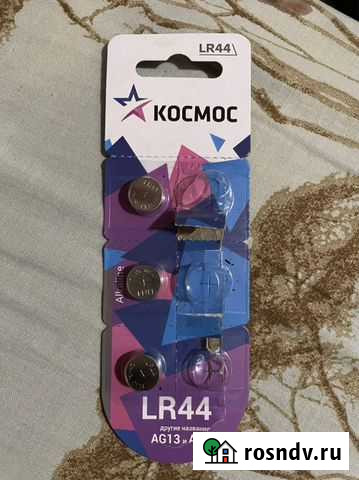 LR44
КОСМОС
Alkaline
LR44
другие названия
AG13 и
rosndv.ru